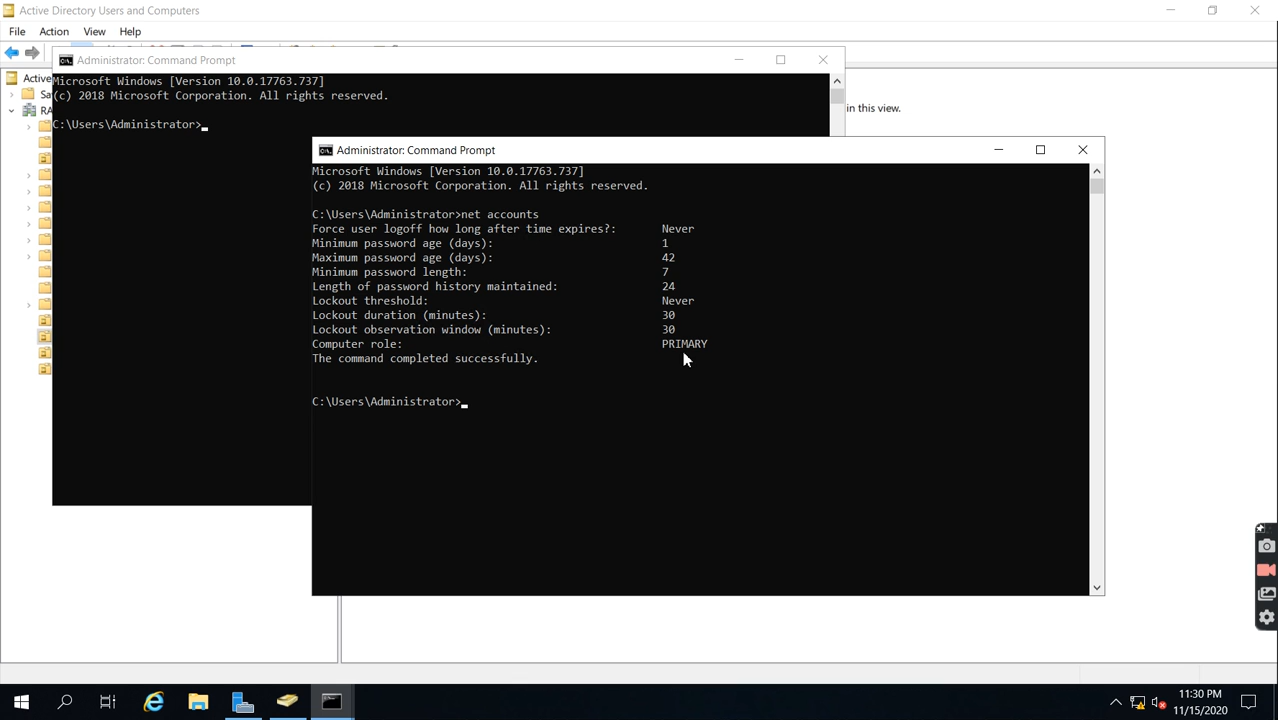 Active Directory Users and Computers
File Action View Help
Administrator: Command Prompt
Active
Microsoft Windows [Version 10.0.17763.737]
(c) 2018 Microsoft Corporation. All rights reserved.
Sa
RA
in this view.
C:\Users\Administrator>
Administrator: Command Prompt
Microsoft Windows [Version 10.0.17763.737]
(c) 2018 Microsoft Corporation. All rights reserved.
C:\Users\Administrator>net accounts
Force user logoff how long after time expires?: Never
Minimum password age (days): 1
Maximum password age (days): 42
Minimum password length: 7
Length of password history maintained: 24
Lockout threshold: Never
Lockout duration (minutes): 30
Lockout observation window (minutes): 30
Computer role: PRIMARY
The command completed successfully.
C:\Users\Administrator>
11:30 PM
11/15/2020